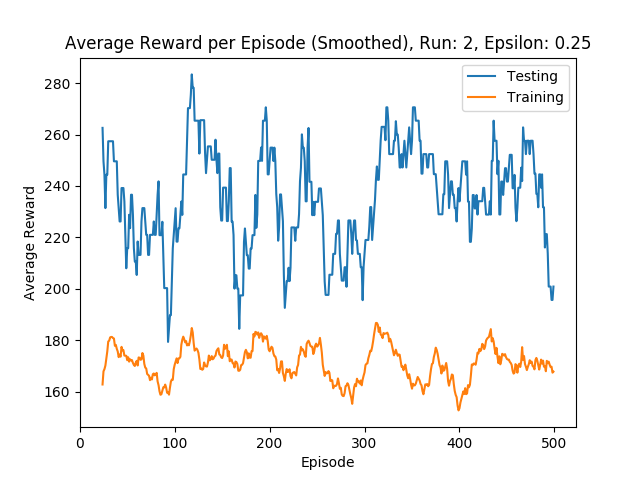 Average Reward per Episode (Smoothed), Run: 2, Epsilon: 0.25
Testing
Training
Average Reward
280
260
240
220
200
180
160
0
100
200
300
400
500
Episode